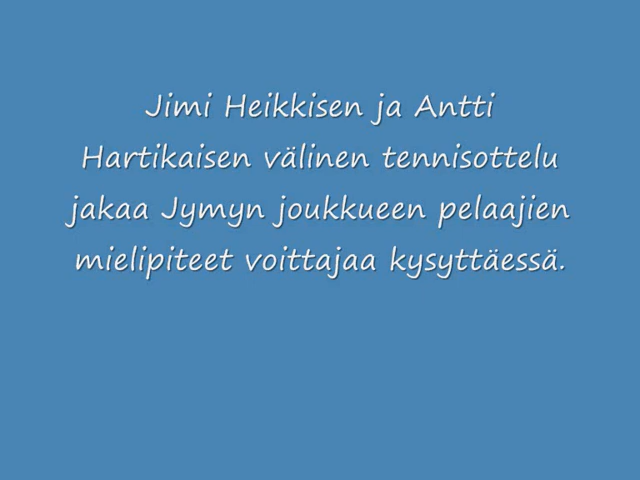 Jimi Heikkisen ja Antti
Hartikaisen välinen tennisottelu
jakaa Jymyn joukkueen pelaajien
mielipiteet voittajaa kysyttäessä.